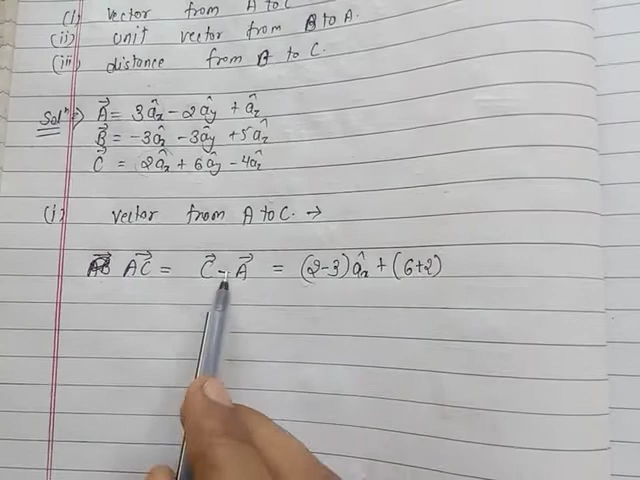 (i) vector from A to C
(ii) unit vector from B to A.
(iii) distance from B to C.
Solⁿ ⇒ A⃗ = 3âx − 2ây + âz
B⃗ = −3âx − 3ây + 5âz
C⃗ = 2âx + 6ây − 4âz
(i) vector from A to C. →
AC⃗ = C⃗ − A⃗ = (2−3)âx + (6+2)